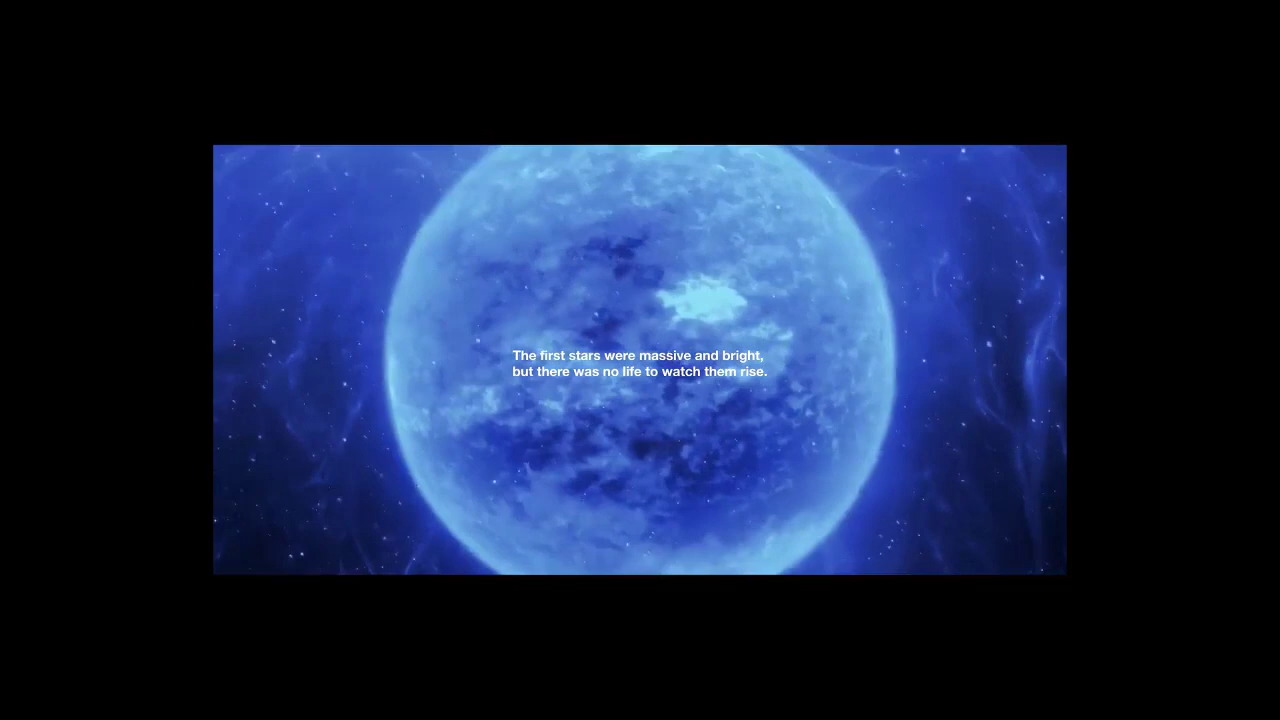 The first stars were massive and bright,
but there was no life to watch them rise.